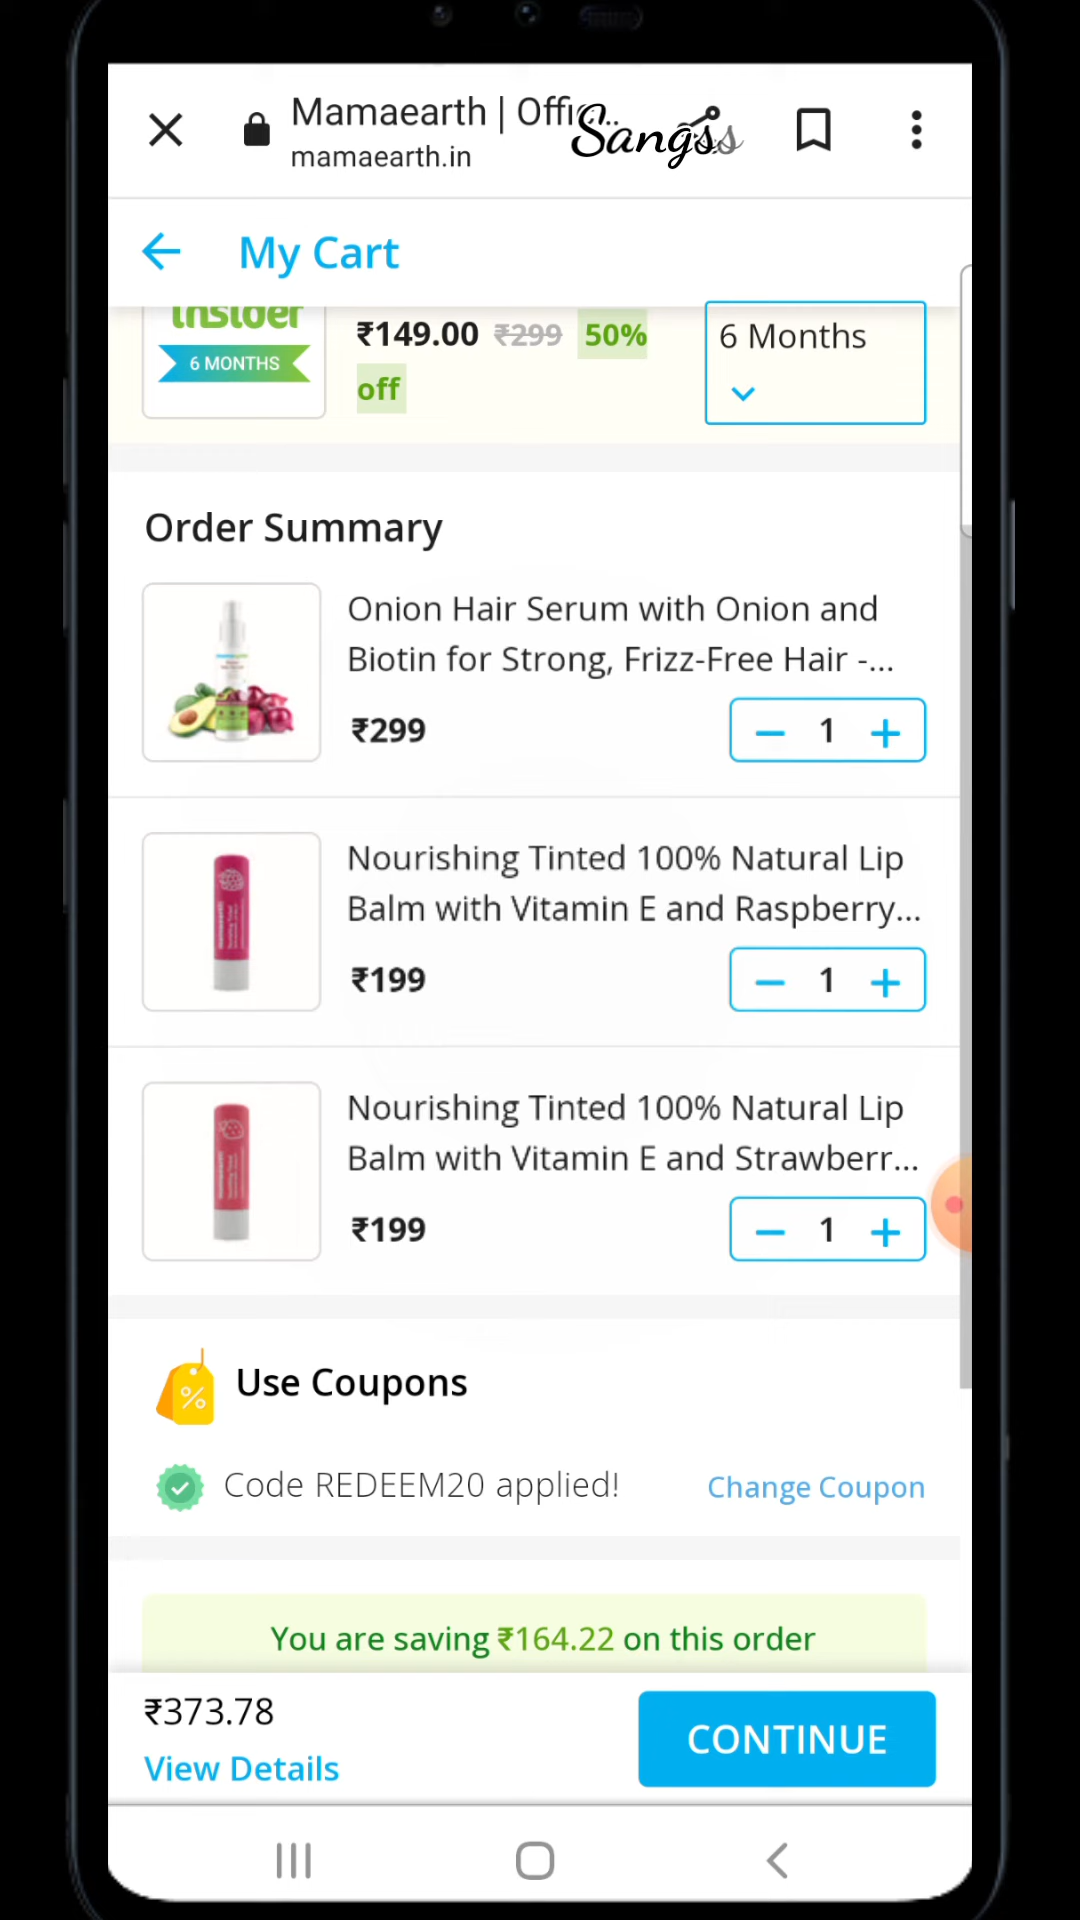 Mamaearth | Offic...
Sangss
mamaearth.in
My Cart
Insider
6 MONTHS
₹149.00 ₹299 50%
off
6 Months
Order Summary
Onion Hair Serum with Onion and
Biotin for Strong, Frizz-Free Hair -...
₹299
1
Nourishing Tinted 100% Natural Lip
Balm with Vitamin E and Raspberry...
₹199
1
Nourishing Tinted 100% Natural Lip
Balm with Vitamin E and Strawberr...
₹199
1
%
Use Coupons
Code REDEEM20 applied!
Change Coupon
You are saving ₹164.22 on this order
₹373.78
View Details
CONTINUE